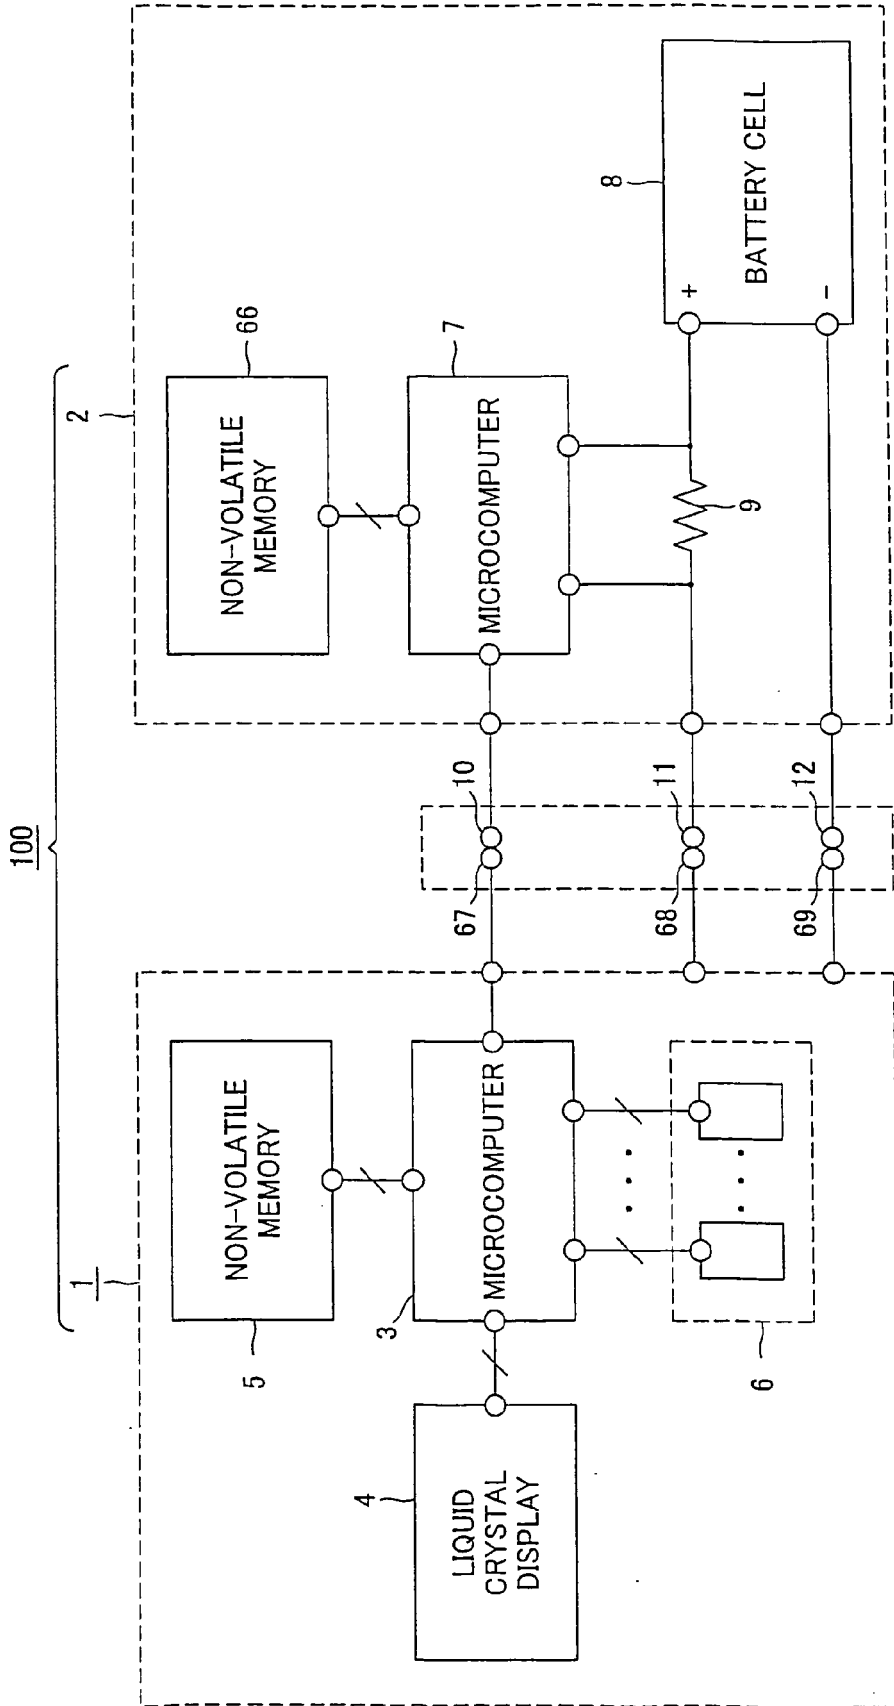 100
1
2
NON-VOLATILE
MEMORY
5
NON-VOLATILE
MEMORY
66
4
LIQUID
CRYSTAL
DISPLAY
3
MICROCOMPUTER
67
10
MICROCOMPUTER
7
6
68
11
9
8
+
-
BATTERY CELL
69
12